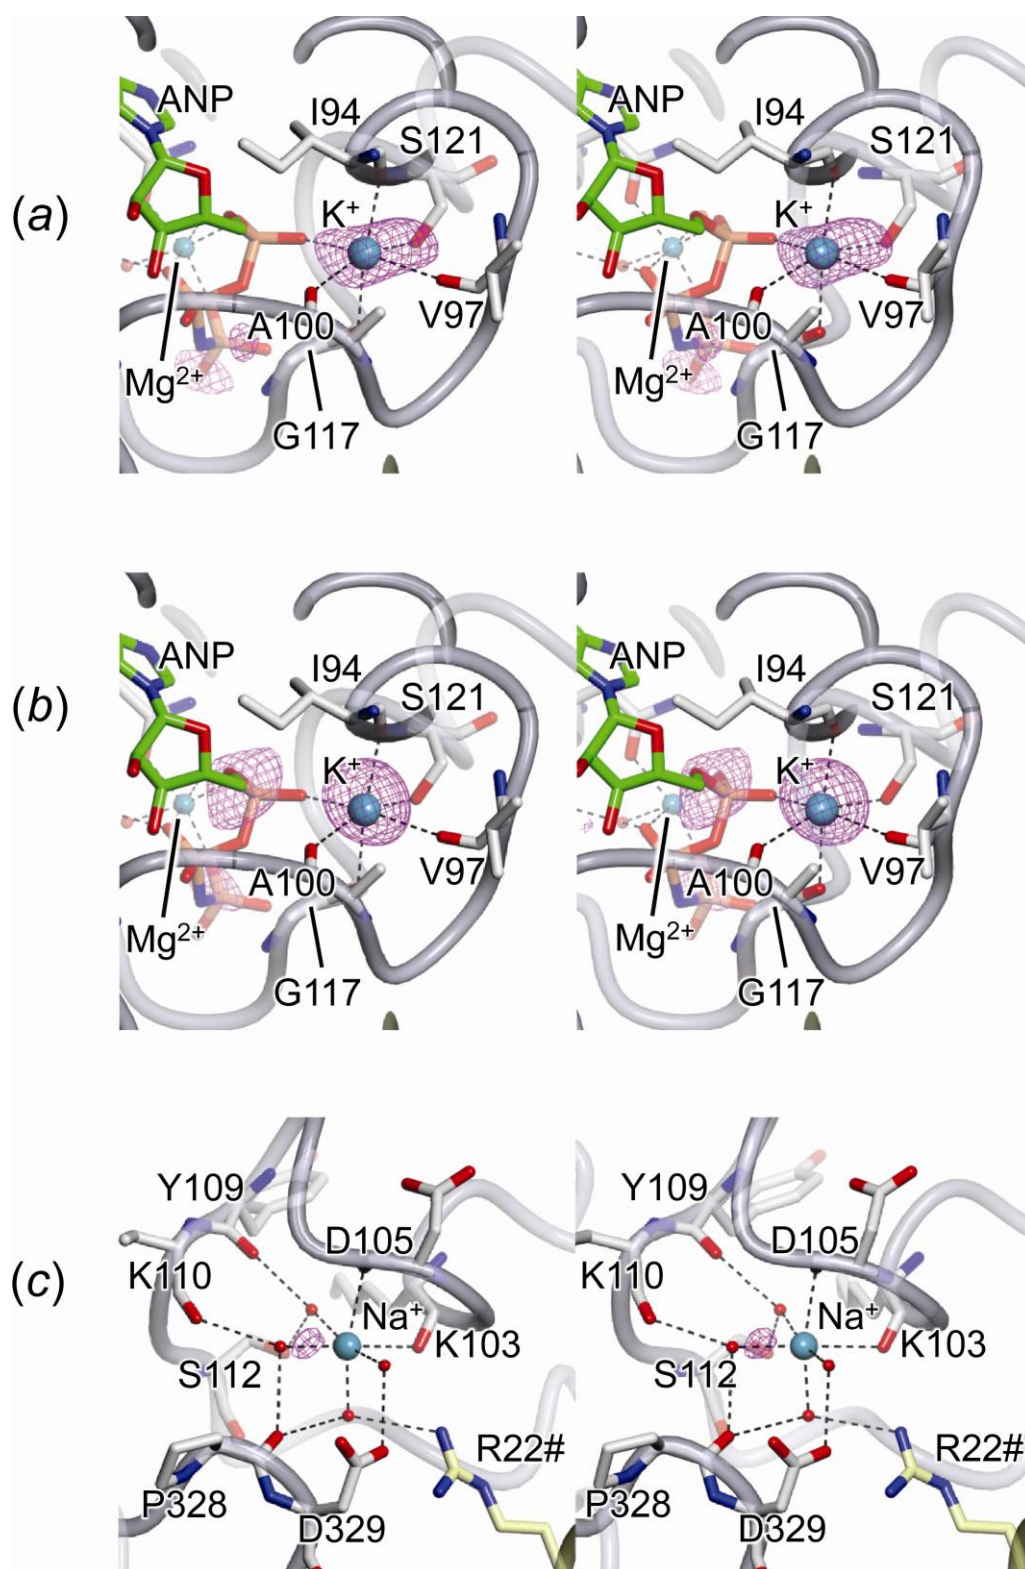 (a)
ANP
I94
S121
K⁺
V97
A100
Mg²⁺
G117
ANP
I94
S121
K⁺
V97
A100
Mg²⁺
G117
(b)
ANP
I94
S121
K⁺
V97
A100
Mg²⁺
G117
ANP
I94
S121
K⁺
V97
A100
Mg²⁺
G117
(c)
Y109
D105
K110
Na⁺
K103
S112
R22#
P328
D329
Y109
D105
K110
Na⁺
K103
S112
R22#
P328
D329